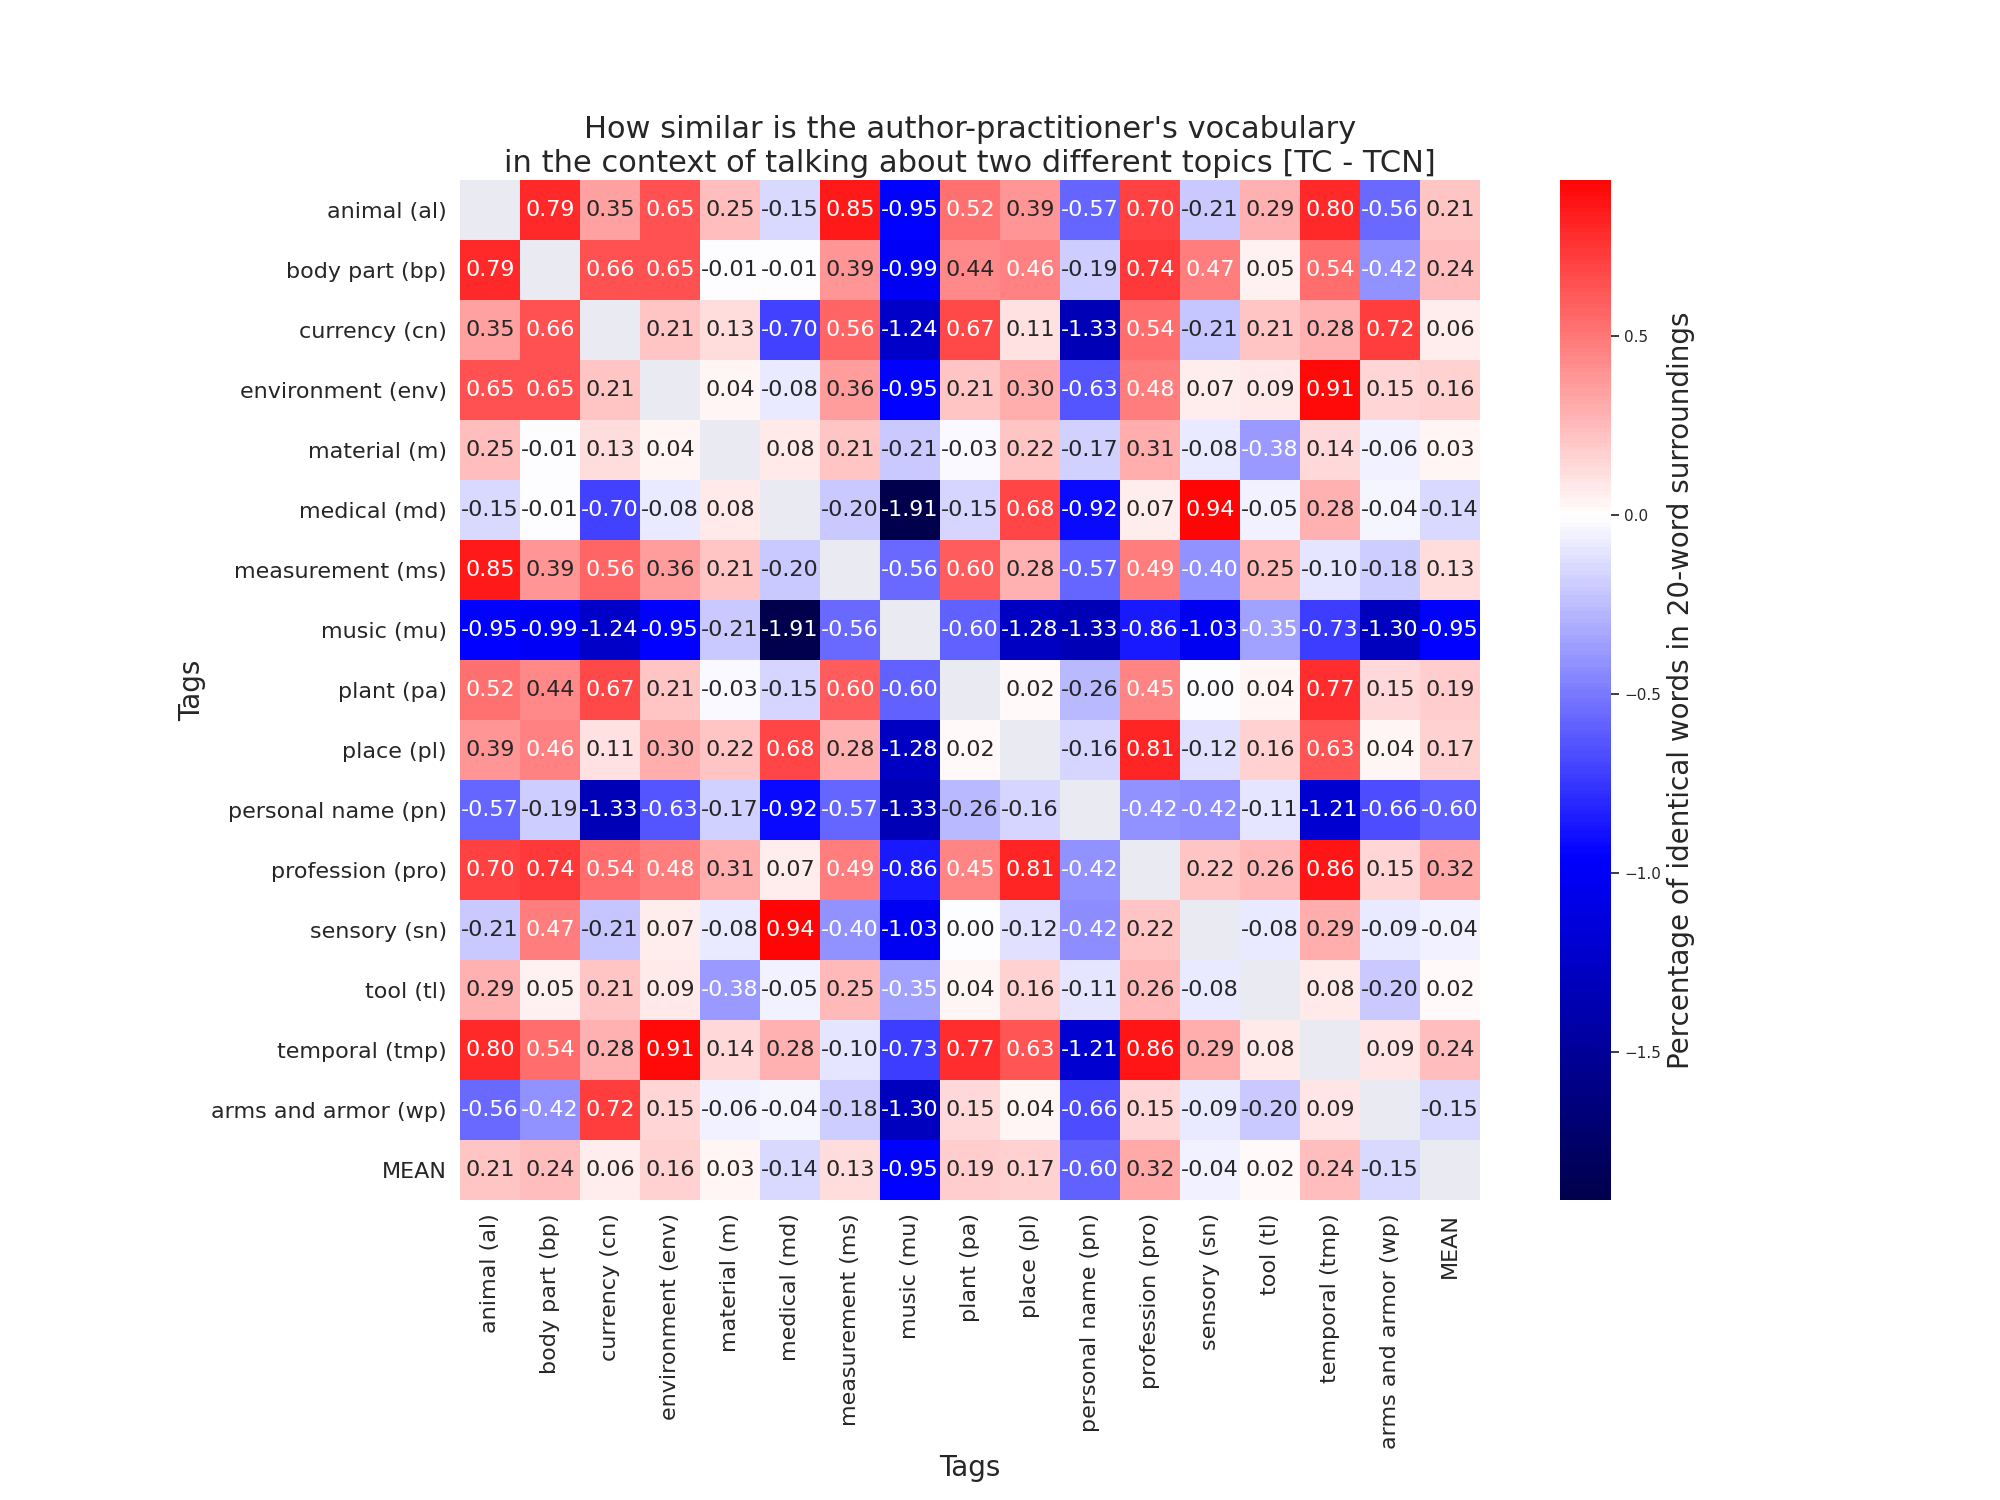 How similar is the author-practitioner's vocabulary
in the context of talking about two different topics [TC - TCN]
animal (al) 0.79 0.35 0.65 0.25 -0.15 0.85 -0.95 0.52 0.39 -0.57 0.70 -0.21 0.29 0.80 -0.56 0.21
body part (bp) 0.79 0.66 0.65 -0.01 -0.01 0.39 -0.99 0.44 0.46 -0.19 0.74 0.47 0.05 0.54 -0.42 0.24
currency (cn) 0.35 0.66 0.21 0.13 -0.70 0.56 -1.24 0.67 0.11 -1.33 0.54 -0.21 0.21 0.28 0.72 0.06
environment (env) 0.65 0.65 0.21 0.04 -0.08 0.36 -0.95 0.21 0.30 -0.63 0.48 0.07 0.09 0.91 0.15 0.16
material (m) 0.25 -0.01 0.13 0.04 0.08 0.21 -0.21 -0.03 0.22 -0.17 0.31 -0.08 -0.38 0.14 -0.06 0.03
medical (md) -0.15 -0.01 -0.70 -0.08 0.08 -0.20 -1.91 -0.15 0.68 -0.92 0.07 0.94 -0.05 0.28 -0.04 -0.14
measurement (ms) 0.85 0.39 0.56 0.36 0.21 -0.20 -0.56 0.60 0.28 -0.57 0.49 -0.40 0.25 -0.10 -0.18 0.13
music (mu) -0.95 -0.99 -1.24 -0.95 -0.21 -1.91 -0.56 -0.60 -1.28 -1.33 -0.86 -1.03 -0.35 -0.73 -1.30 -0.95
plant (pa) 0.52 0.44 0.67 0.21 -0.03 -0.15 0.60 -0.60 0.02 -0.26 0.45 0.00 0.04 0.77 0.15 0.19
place (pl) 0.39 0.46 0.11 0.30 0.22 0.68 0.28 -1.28 0.02 -0.16 0.81 -0.12 0.16 0.63 0.04 0.17
personal name (pn) -0.57 -0.19 -1.33 -0.63 -0.17 -0.92 -0.57 -1.33 -0.26 -0.16 -0.42 -0.42 -0.11 -1.21 -0.66 -0.60
profession (pro) 0.70 0.74 0.54 0.48 0.31 0.07 0.49 -0.86 0.45 0.81 -0.42 0.22 0.26 0.86 0.15 0.32
sensory (sn) -0.21 0.47 -0.21 0.07 -0.08 0.94 -0.40 -1.03 0.00 -0.12 -0.42 0.22 -0.08 0.29 -0.09 -0.04
tool (tl) 0.29 0.05 0.21 0.09 -0.38 -0.05 0.25 -0.35 0.04 0.16 -0.11 0.26 -0.08 0.08 -0.20 0.02
temporal (tmp) 0.80 0.54 0.28 0.91 0.14 0.28 -0.10 -0.73 0.77 0.63 -1.21 0.86 0.29 0.08 0.09 0.24
arms and armor (wp) -0.56 -0.42 0.72 0.15 -0.06 -0.04 -0.18 -1.30 0.15 0.04 -0.66 0.15 -0.09 -0.20 0.09 -0.15
MEAN 0.21 0.24 0.06 0.16 0.03 -0.14 0.13 -0.95 0.19 0.17 -0.60 0.32 -0.04 0.02 0.24 -0.15
Tags
animal (al)
body part (bp)
currency (cn)
environment (env)
material (m)
medical (md)
measurement (ms)
music (mu)
plant (pa)
place (pl)
personal name (pn)
profession (pro)
sensory (sn)
tool (tl)
temporal (tmp)
arms and armor (wp)
MEAN
Tags
0.5
0.0
−0.5
−1.0
−1.5
Percentage of identical words in 20-word surroundings